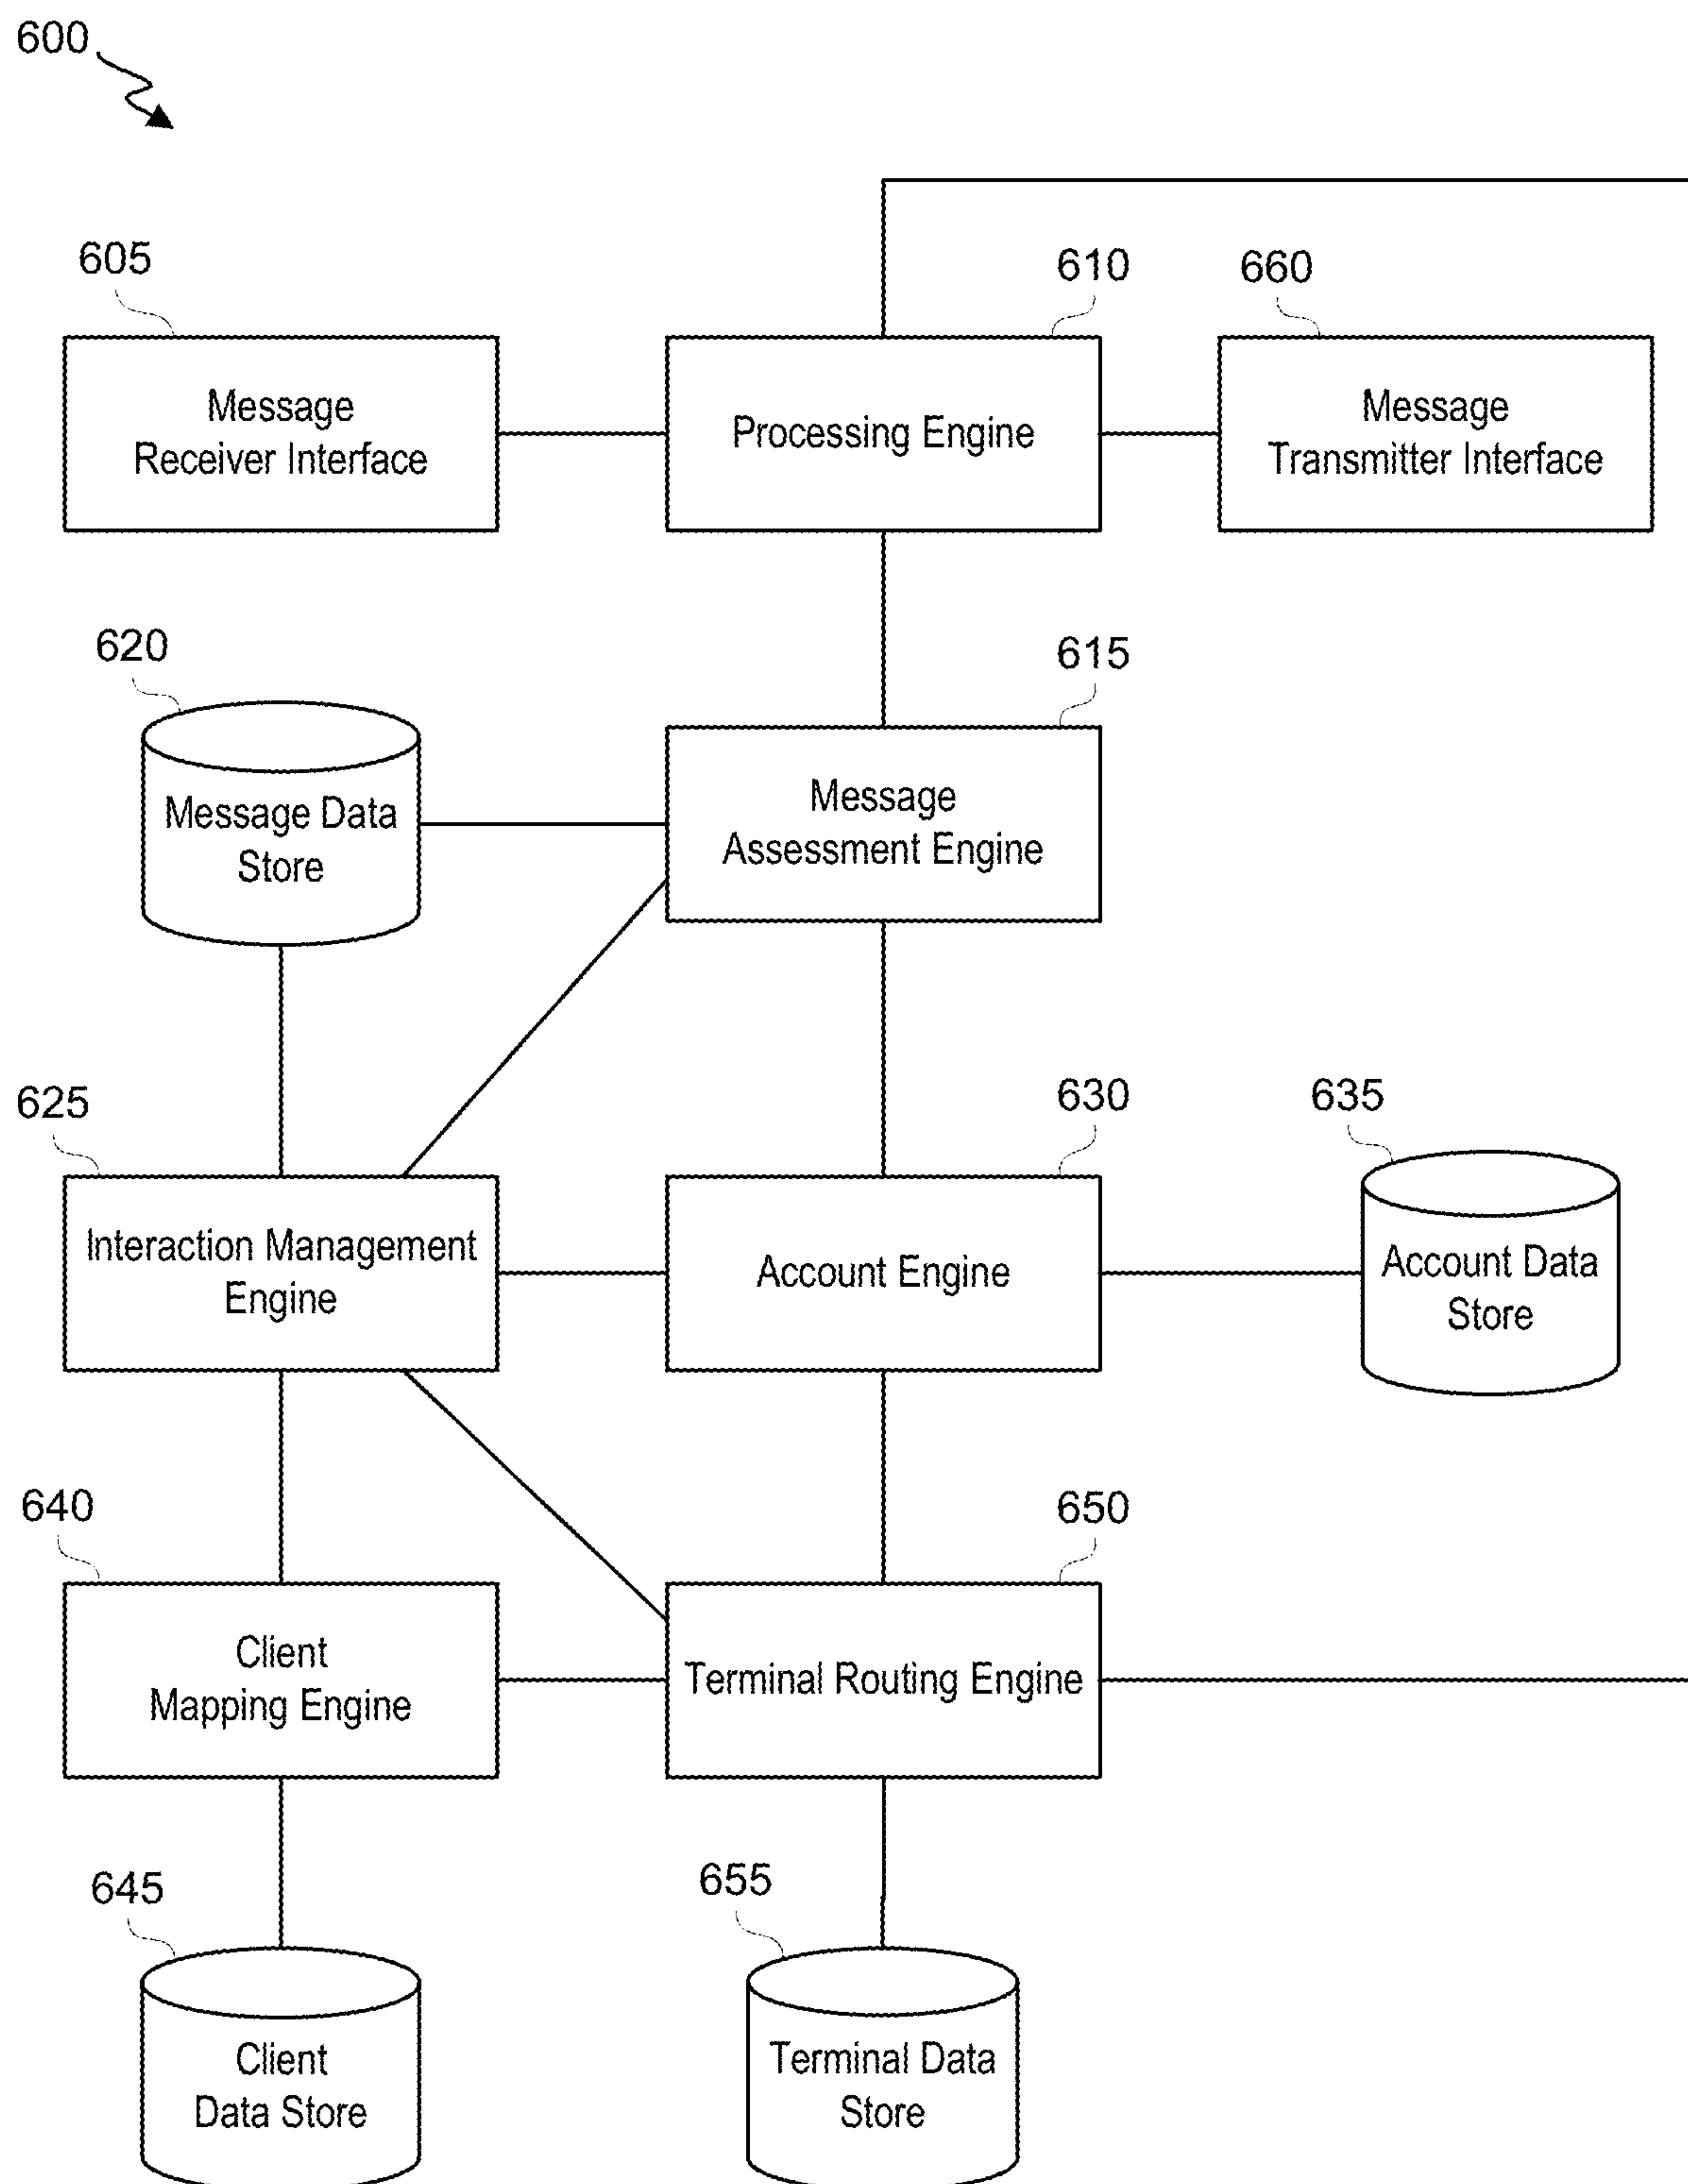 600
605
610
660
Message
Receiver Interface
Processing Engine
Message
Transmitter Interface
620
615
Message Data
Store
Message
Assessment Engine
625
630
635
Interaction Management
Engine
Account Engine
Account Data
Store
640
650
Client
Mapping Engine
Terminal Routing Engine
645
655
Client
Data Store
Terminal Data
Store